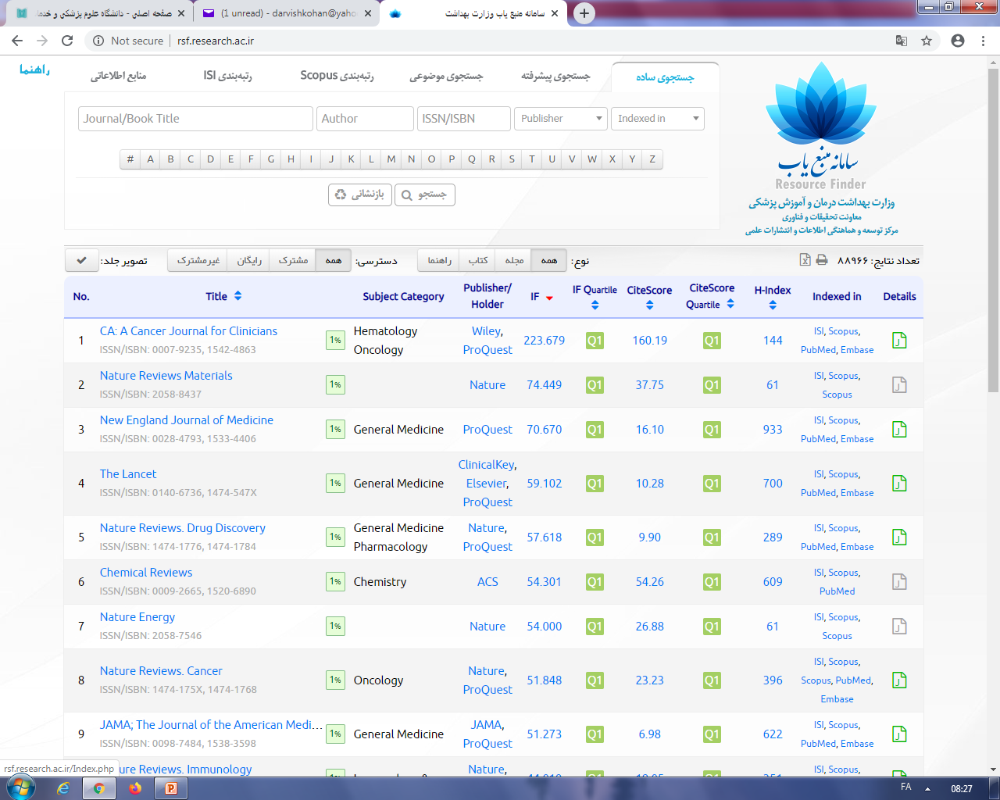 صفحه اصلی - دانشگاه علوم پزشکی و خدما
(1 unread) - darvishkohan@yaho
سامانه منبع یاب وزارت بهداشت
Not secure | rsf.research.ac.ir
راهنما
جستجوی ساده
جستجوی پیشرفته
جستجوی موضوعی
رتبه‌بندی Scopus
رتبه‌بندی ISI
منابع اطلاعاتی
Journal/Book Title
Author
ISSN/ISBN
Publisher
Indexed in
# A B C D E F G H I J K L M N O P Q R S T U V W X Y Z
جستجو
بازنشانی
سامانه منبع یاب
Resource Finder
وزارت بهداشت درمان و آموزش پزشکی
معاونت تحقیقات و فناوری
مرکز توسعه و هماهنگی اطلاعات و انتشارات علمی
تعداد نتایج: ۸۸۹۶۶
نوع: همه مجله کتاب راهنما
دسترسی: همه مشترک رایگان غیرمشترک
تصویر جلد:
No. Title Subject Category Publisher/ Holder IF IF Quartile CiteScore CiteScore Quartile H-Index Indexed in Details
1 CA: A Cancer Journal for Clinicians 1% Hematology Oncology Wiley, ProQuest 223.679 Q1 160.19 Q1 144 ISI, Scopus, PubMed, Embase
ISSN/ISBN: 0007-9235, 1542-4863
2 Nature Reviews Materials 1% Nature 74.449 Q1 37.75 Q1 61 ISI, Scopus, Scopus
ISSN/ISBN: 2058-8437
3 New England Journal of Medicine 1% General Medicine ProQuest 70.670 Q1 16.10 Q1 933 ISI, Scopus, PubMed, Embase
ISSN/ISBN: 0028-4793, 1533-4406
4 The Lancet 1% General Medicine ClinicalKey, Elsevier, ProQuest 59.102 Q1 10.28 Q1 700 ISI, Scopus, PubMed, Embase
ISSN/ISBN: 0140-6736, 1474-547X
5 Nature Reviews. Drug Discovery 1% General Medicine Pharmacology Nature, ProQuest 57.618 Q1 9.90 Q1 289 ISI, Scopus, PubMed, Embase
ISSN/ISBN: 1474-1776, 1474-1784
6 Chemical Reviews 1% Chemistry ACS 54.301 Q1 54.26 Q1 609 ISI, Scopus, PubMed
ISSN/ISBN: 0009-2665, 1520-6890
7 Nature Energy 1% Nature 54.000 Q1 26.88 Q1 61 ISI, Scopus, Scopus
ISSN/ISBN: 2058-7546
8 Nature Reviews. Cancer 1% Oncology Nature, ProQuest 51.848 Q1 23.23 Q1 396 ISI, Scopus, Scopus, PubMed, Embase
ISSN/ISBN: 1474-175X, 1474-1768
9 JAMA; The Journal of the American Medi... 1% General Medicine JAMA, ProQuest 51.273 Q1 6.98 Q1 622 ISI, Scopus, PubMed, Embase
ISSN/ISBN: 0098-7484, 1538-3598
ure Reviews. Immunology Nature, ISI, Scopus,
rsf.research.ac.ir/Index.php
FA 08:27